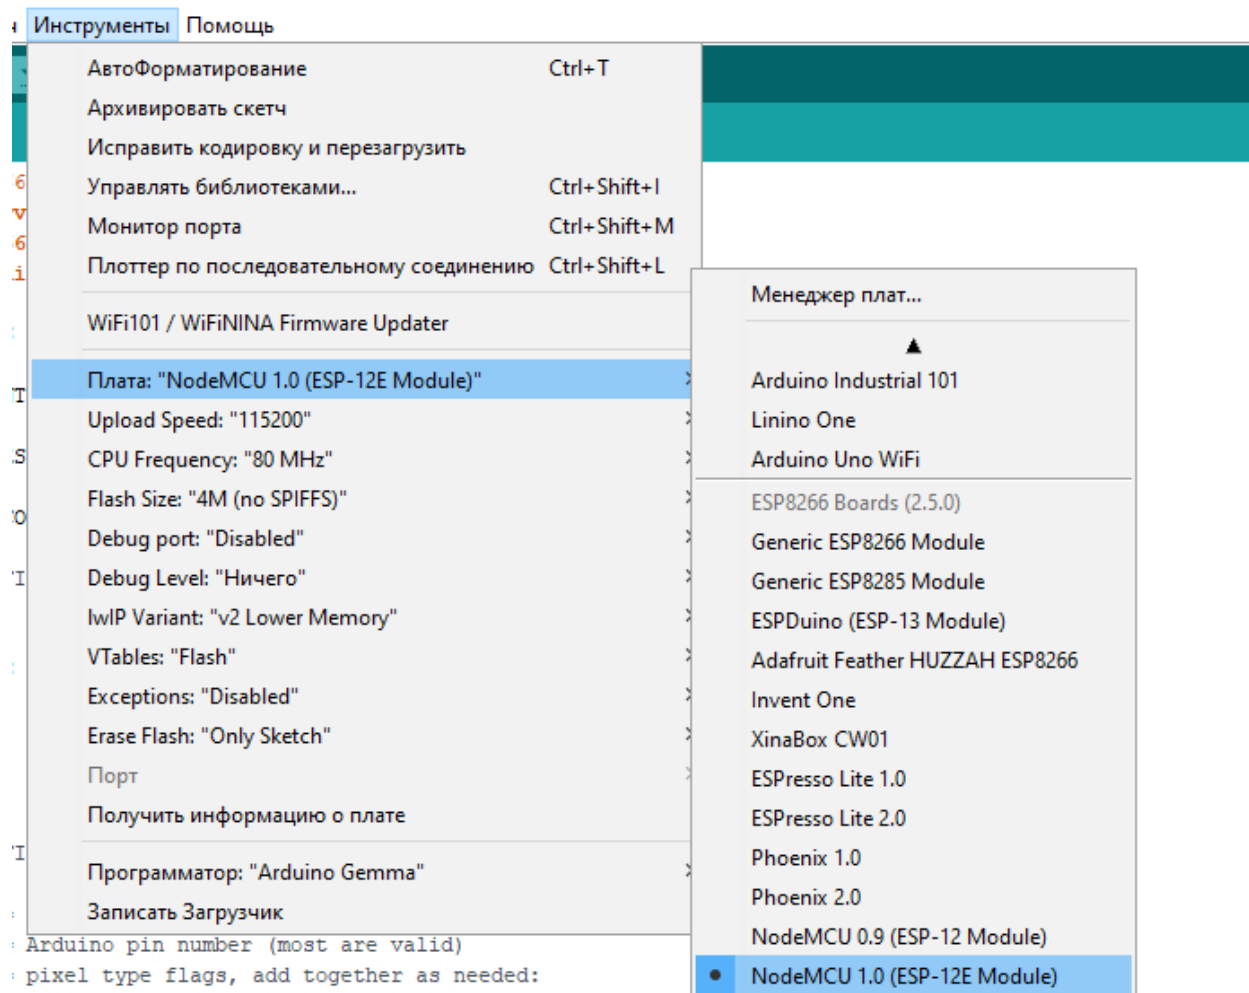 Инструменты Помощь
АвтоФорматирование Ctrl+T
Архивировать скетч
Исправить кодировку и перезагрузить
Управлять библиотеками... Ctrl+Shift+I
Монитор порта Ctrl+Shift+M
Плоттер по последовательному соединению Ctrl+Shift+L
WiFi101 / WiFiNINA Firmware Updater
Плата: "NodeMCU 1.0 (ESP-12E Module)"
Upload Speed: "115200"
CPU Frequency: "80 MHz"
Flash Size: "4M (no SPIFFS)"
Debug port: "Disabled"
Debug Level: "Ничего"
lwIP Variant: "v2 Lower Memory"
VTables: "Flash"
Exceptions: "Disabled"
Erase Flash: "Only Sketch"
Порт
Получить информацию о плате
Программатор: "Arduino Gemma"
Записать Загрузчик
Arduino pin number (most are valid)
pixel type flags, add together as needed:
Менеджер плат...
Arduino Industrial 101
Linino One
Arduino Uno WiFi
ESP8266 Boards (2.5.0)
Generic ESP8266 Module
Generic ESP8285 Module
ESPDuino (ESP-13 Module)
Adafruit Feather HUZZAH ESP8266
Invent One
XinaBox CW01
ESPresso Lite 1.0
ESPresso Lite 2.0
Phoenix 1.0
Phoenix 2.0
NodeMCU 0.9 (ESP-12 Module)
NodeMCU 1.0 (ESP-12E Module)